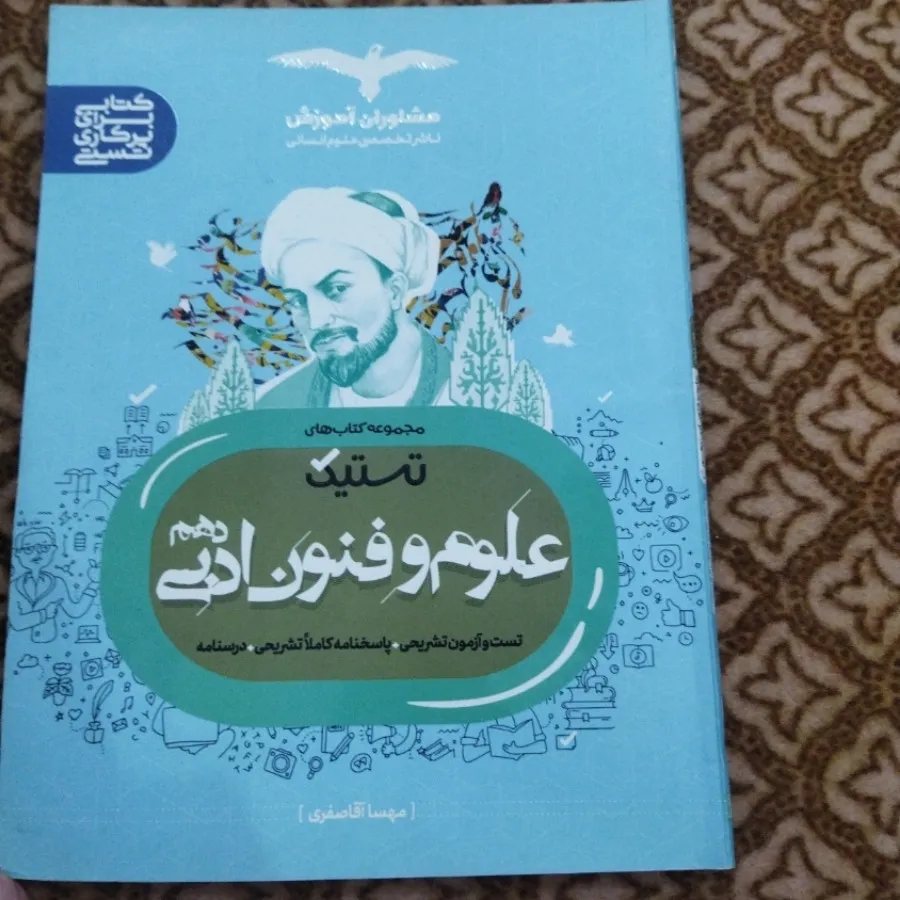 مشاوران آموزش
ناشر تخصصی علوم انسانی
کتابی
برای
پرکاری
تستی
مجموعه کتاب‌های
تستیک
علوم و فنون ادبی دهم
تست و آزمون تشریحی • پاسخنامه کاملاً تشریحی • درسنامه
[ مهسا آقاصفری ]